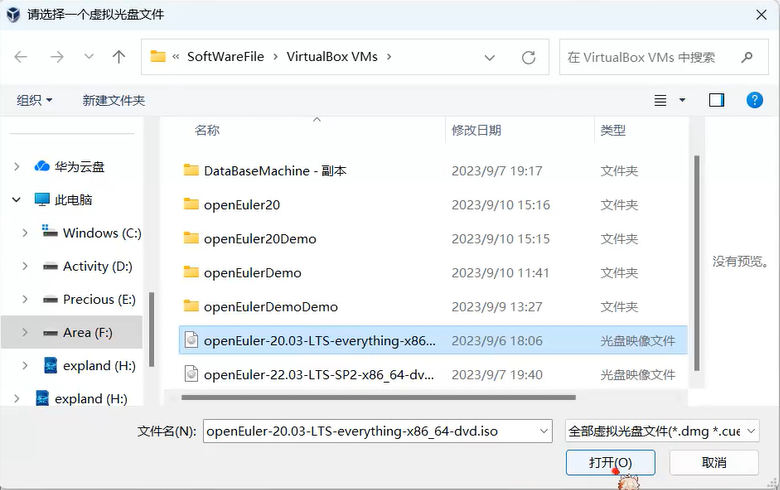 请选择一个虚拟光盘文件
« SoftWareFile › VirtualBox VMs ›
在 VirtualBox VMs 中搜索
组织 新建文件夹
名称 修改日期 类型
华为云盘
此电脑
Windows (C:)
Activity (D:)
Precious (E:)
Area (F:)
expland (H:)
expland (H:)
DataBaseMachine - 副本 2023/9/7 19:17 文件夹
openEuler20 2023/9/10 15:16 文件夹
openEuler20Demo 2023/9/10 15:15 文件夹
openEulerDemo 2023/9/10 11:41 文件夹
openEulerDemoDemo 2023/9/9 13:27 文件夹
openEuler-20.03-LTS-everything-x86... 2023/9/6 18:06 光盘映像文件
openEuler-22.03-LTS-SP2-x86_64-dv... 2023/9/7 19:40 光盘映像文件
没有预览。
文件名(N): openEuler-20.03-LTS-everything-x86_64-dvd.iso 全部虚拟光盘文件(*.dmg *.cue
打开(O) 取消